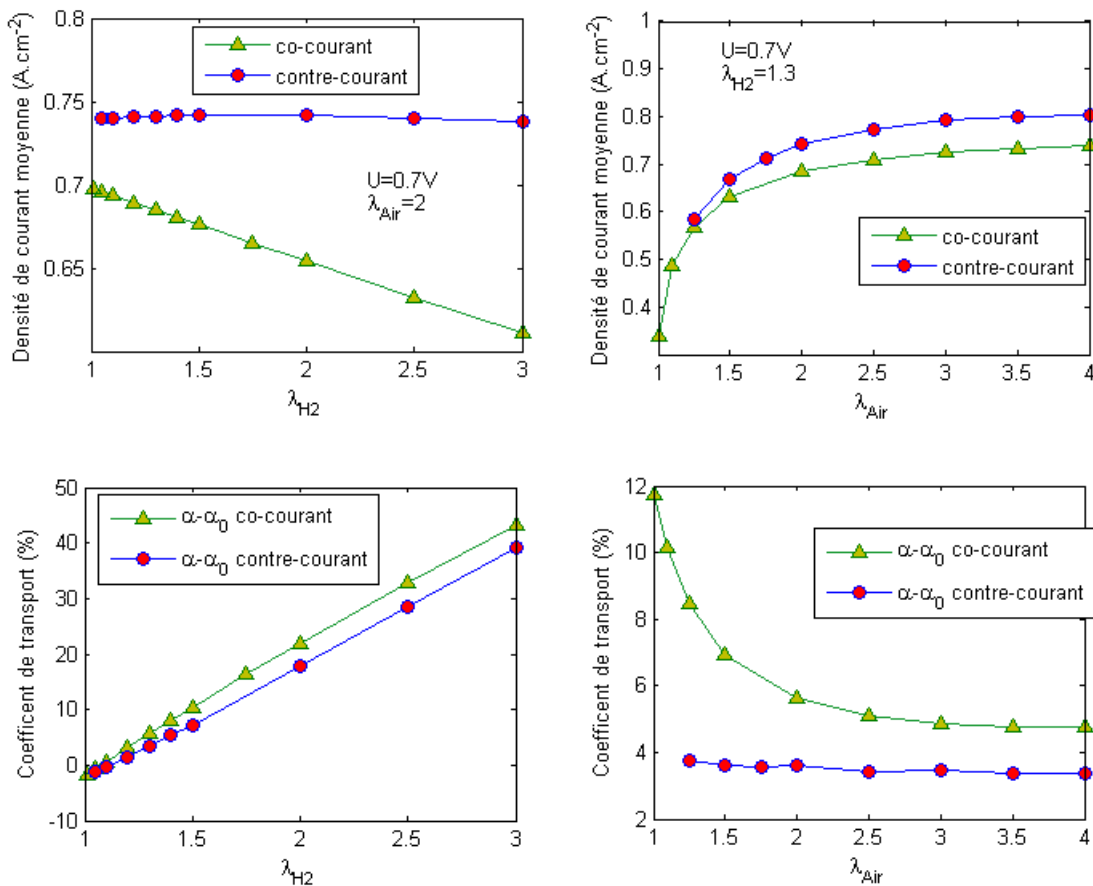 Densité de courant moyenne (A.cm⁻²)
0.8
0.75
0.7
0.65
co-courant
contre-courant
U=0.7V
λAir=2
1
1.5
2
2.5
3
λH2
Densité de courant moyenne (A.cm⁻²)
1
0.9
0.8
0.7
0.6
0.5
0.4
U=0.7V
λH2=1.3
co-courant
contre-courant
1
1.5
2
2.5
3
3.5
4
λAir
Coefficent de transport (%)
50
40
30
20
10
0
-10
α-α0 co-courant
α-α0 contre-courant
1
1.5
2
2.5
3
λH2
Coefficent de transport (%)
12
10
8
6
4
2
α-α0 co-courant
α-α0 contre-courant
1
1.5
2
2.5
3
3.5
4
λAir